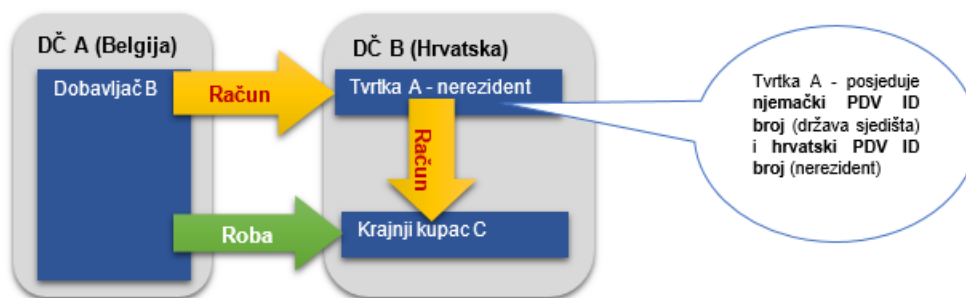 DČ A (Belgija)
Dobavljač B
Račun
DČ B (Hrvatska)
Tvrtka A - nerezident
Račun
Roba
Krajnji kupac C
Tvrtka A - posjeduje
njemački PDV ID
broj (država sjedišta)
i hrvatski PDV ID
broj (nerezident)